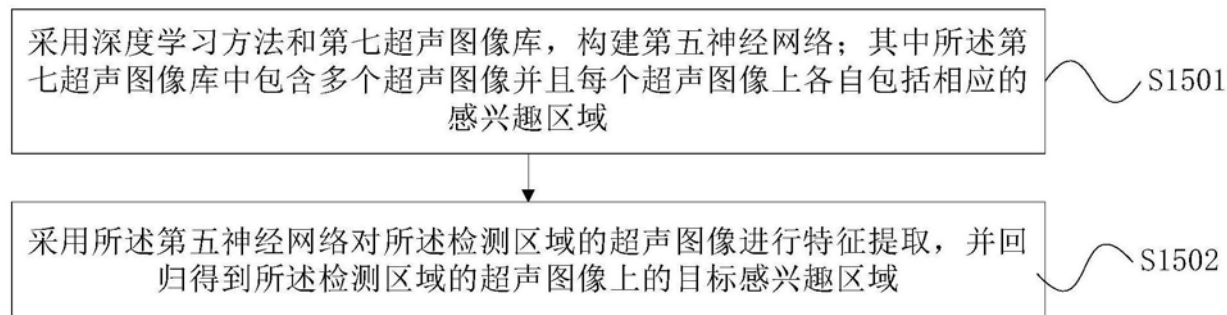 采用深度学习方法和第七超声图像库，构建第五神经网络；其中所述第
七超声图像库中包含多个超声图像并且每个超声图像上各自包括相应的
感兴趣区域
S1501
采用所述第五神经网络对所述检测区域的超声图像进行特征提取，并回
归得到所述检测区域的超声图像上的目标感兴趣区域
S1502